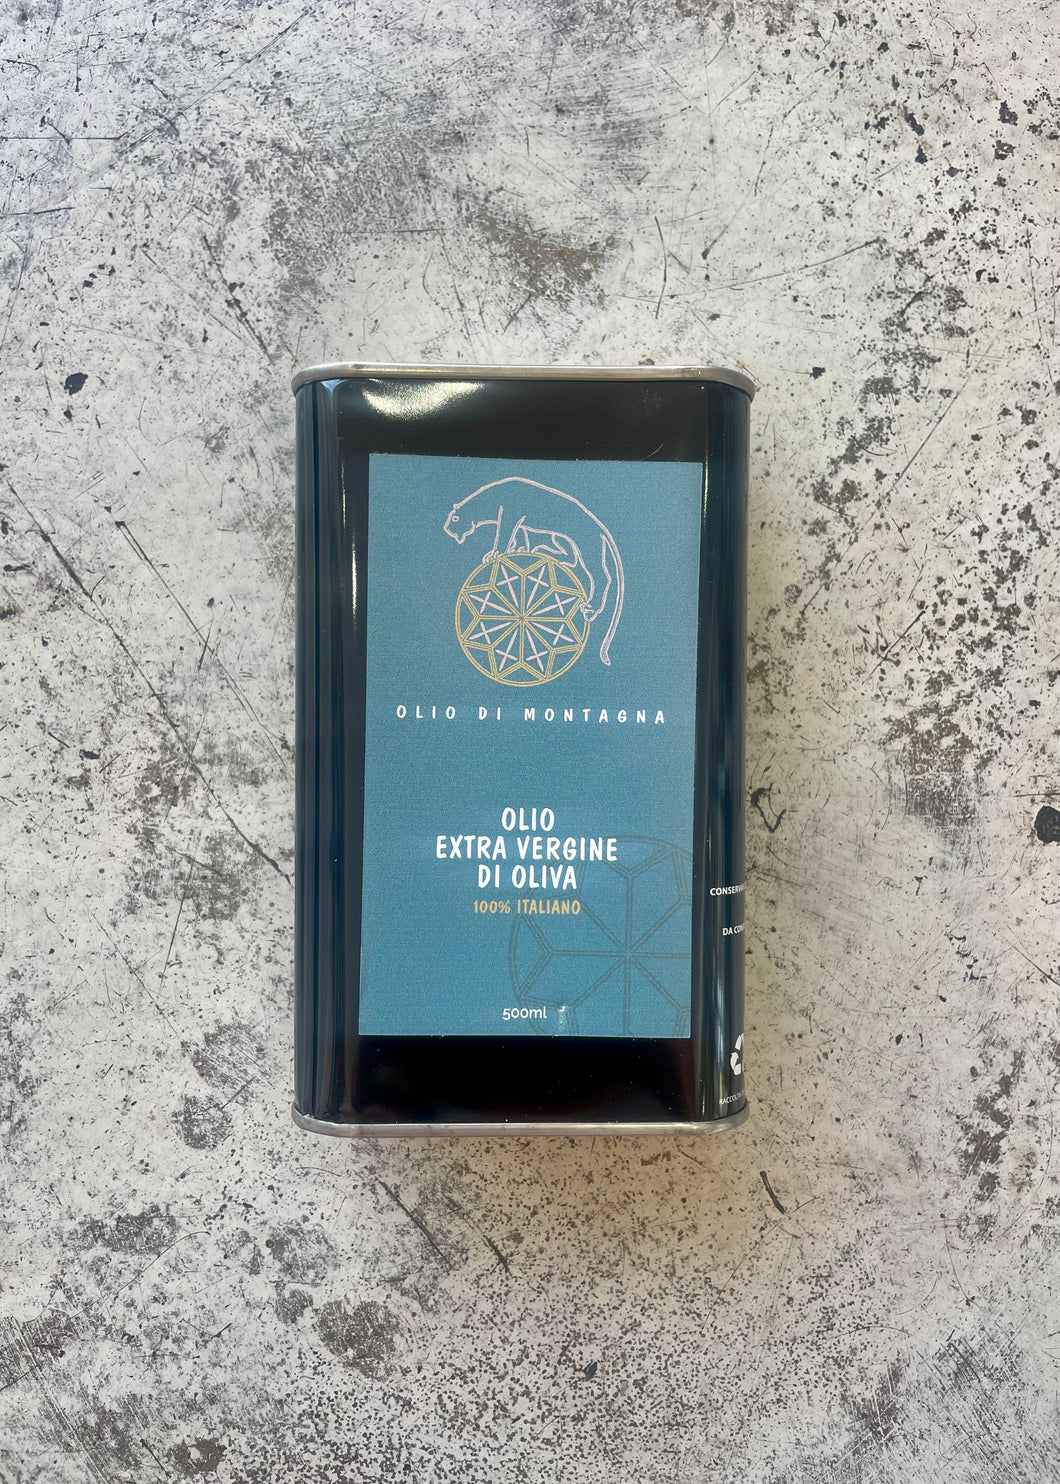 OLIO DI MONTAGNA
OLIO
EXTRA VERGINE
DI OLIVA
100% ITALIANO
500ml